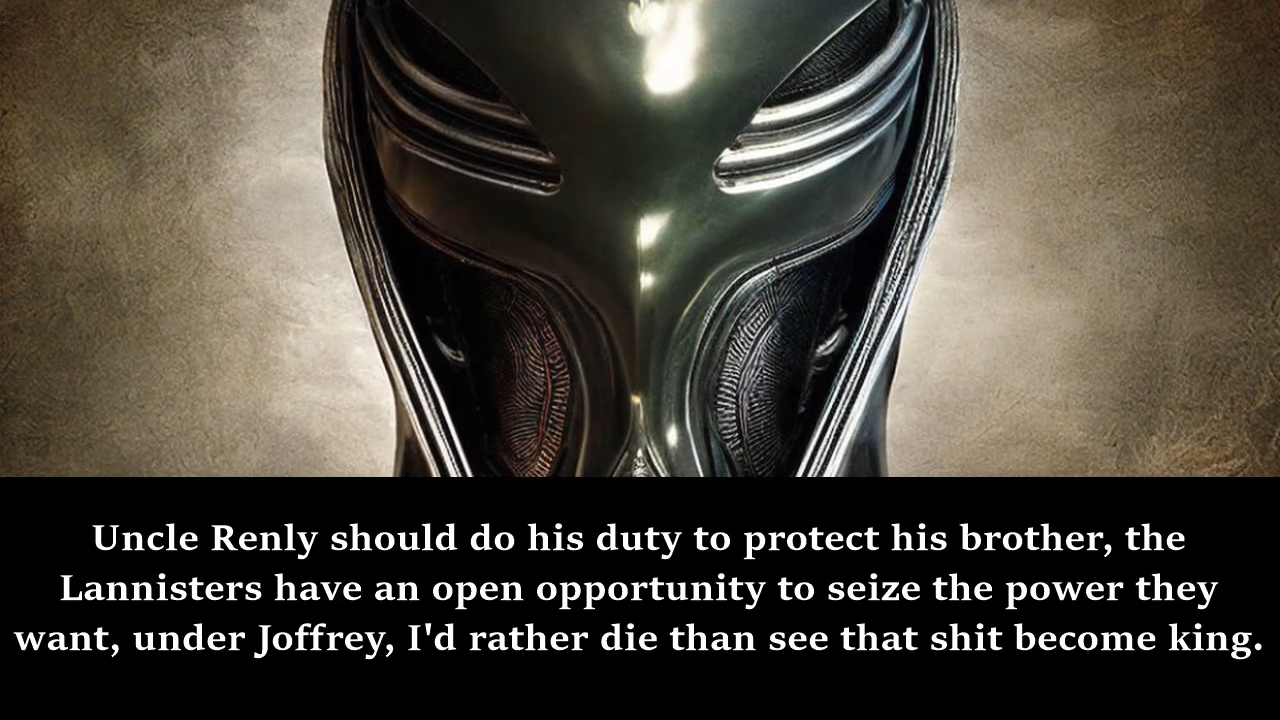 Uncle Renly should do his duty to protect his brother, the
Lannisters have an open opportunity to seize the power they
want, under Joffrey, I'd rather die than see that shit become king.